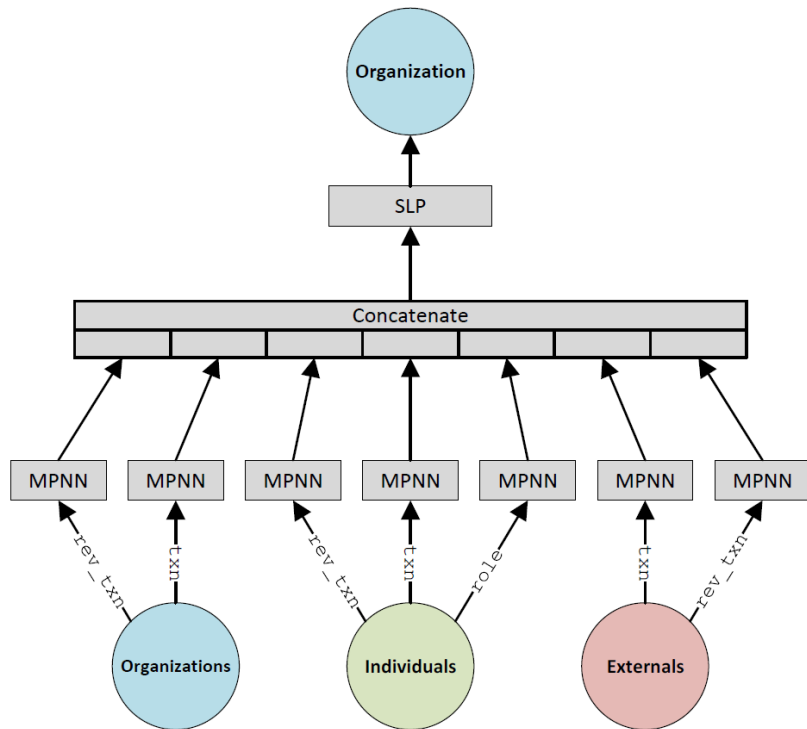 Organization
SLP
Concatenate
MPNN MPNN MPNN MPNN MPNN MPNN MPNN
rev_txn txn rev_txn txn role txn rev_txn
Organizations Individuals Externals